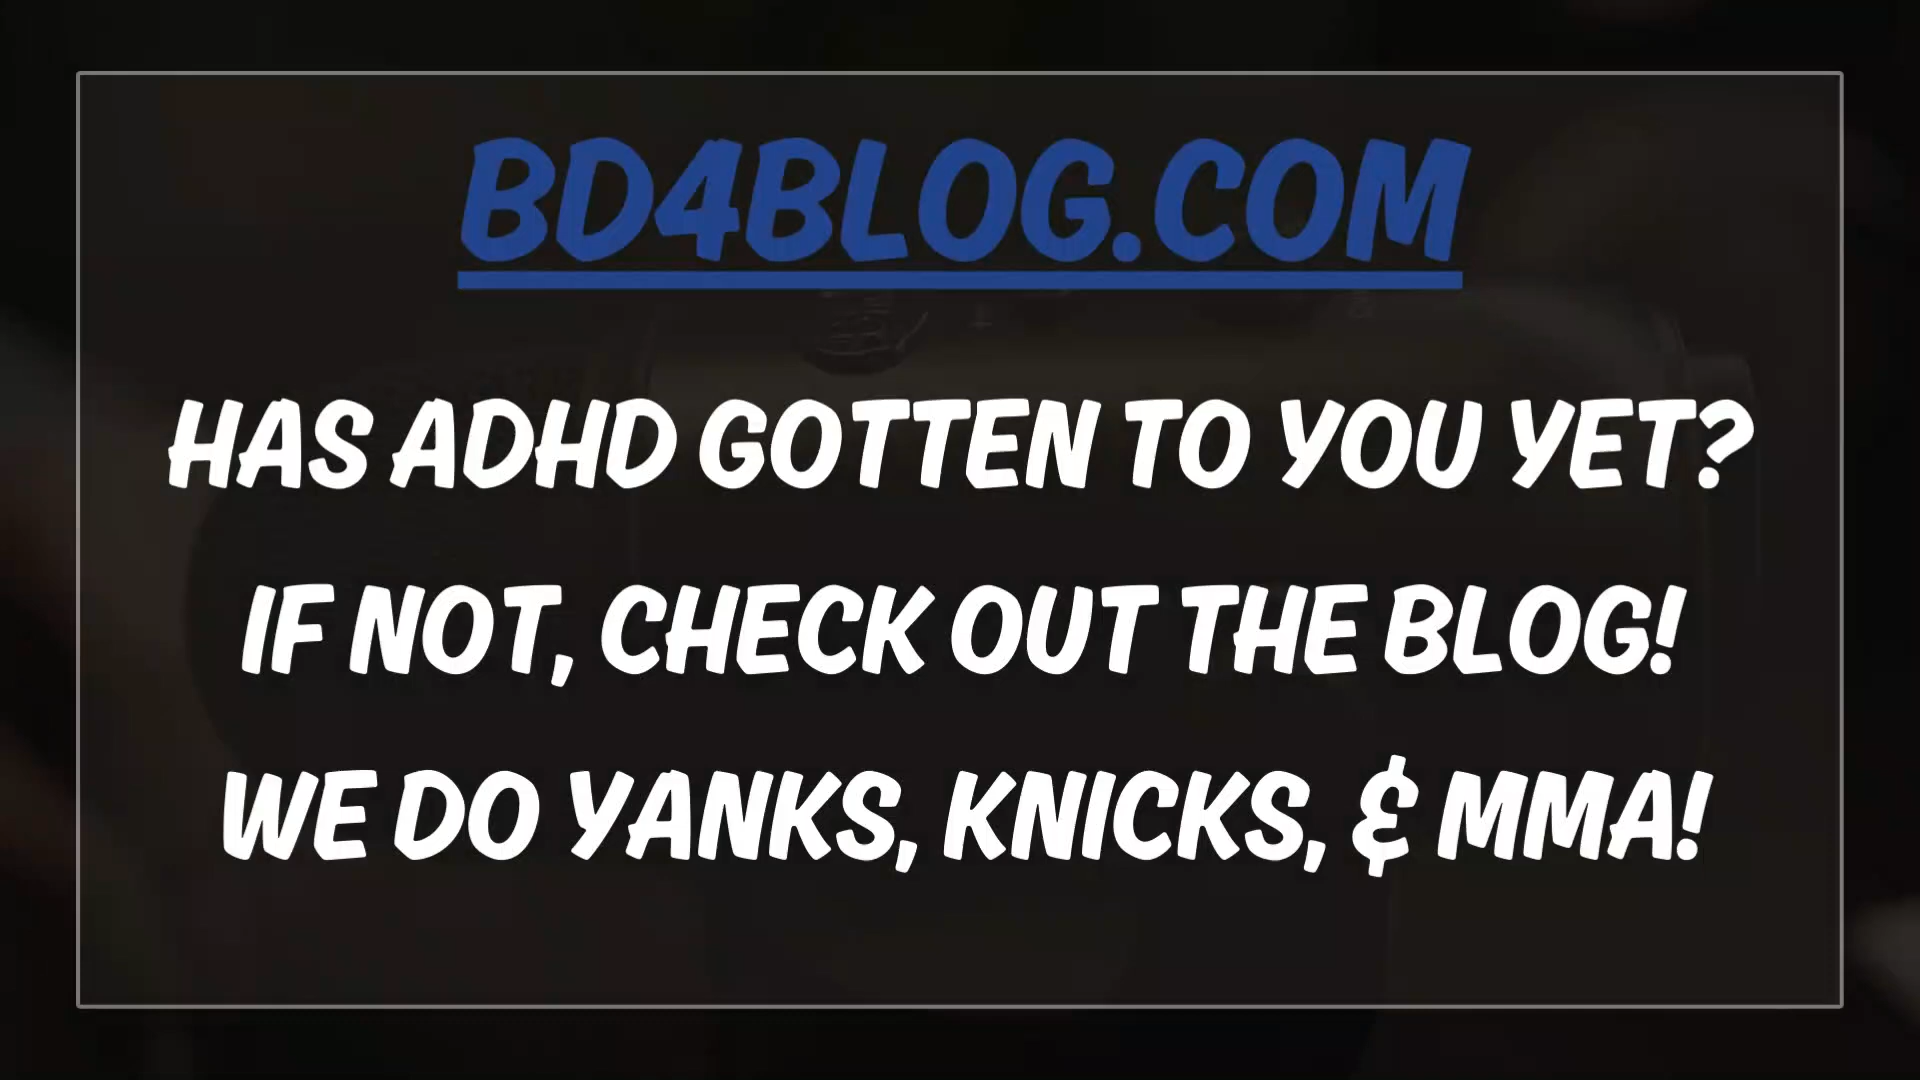 BD4BLOG.COM
HAS ADHD GOTTEN TO YOU YET?
IF NOT, CHECK OUT THE BLOG!
WE DO YANKS, KNICKS, & MMA!